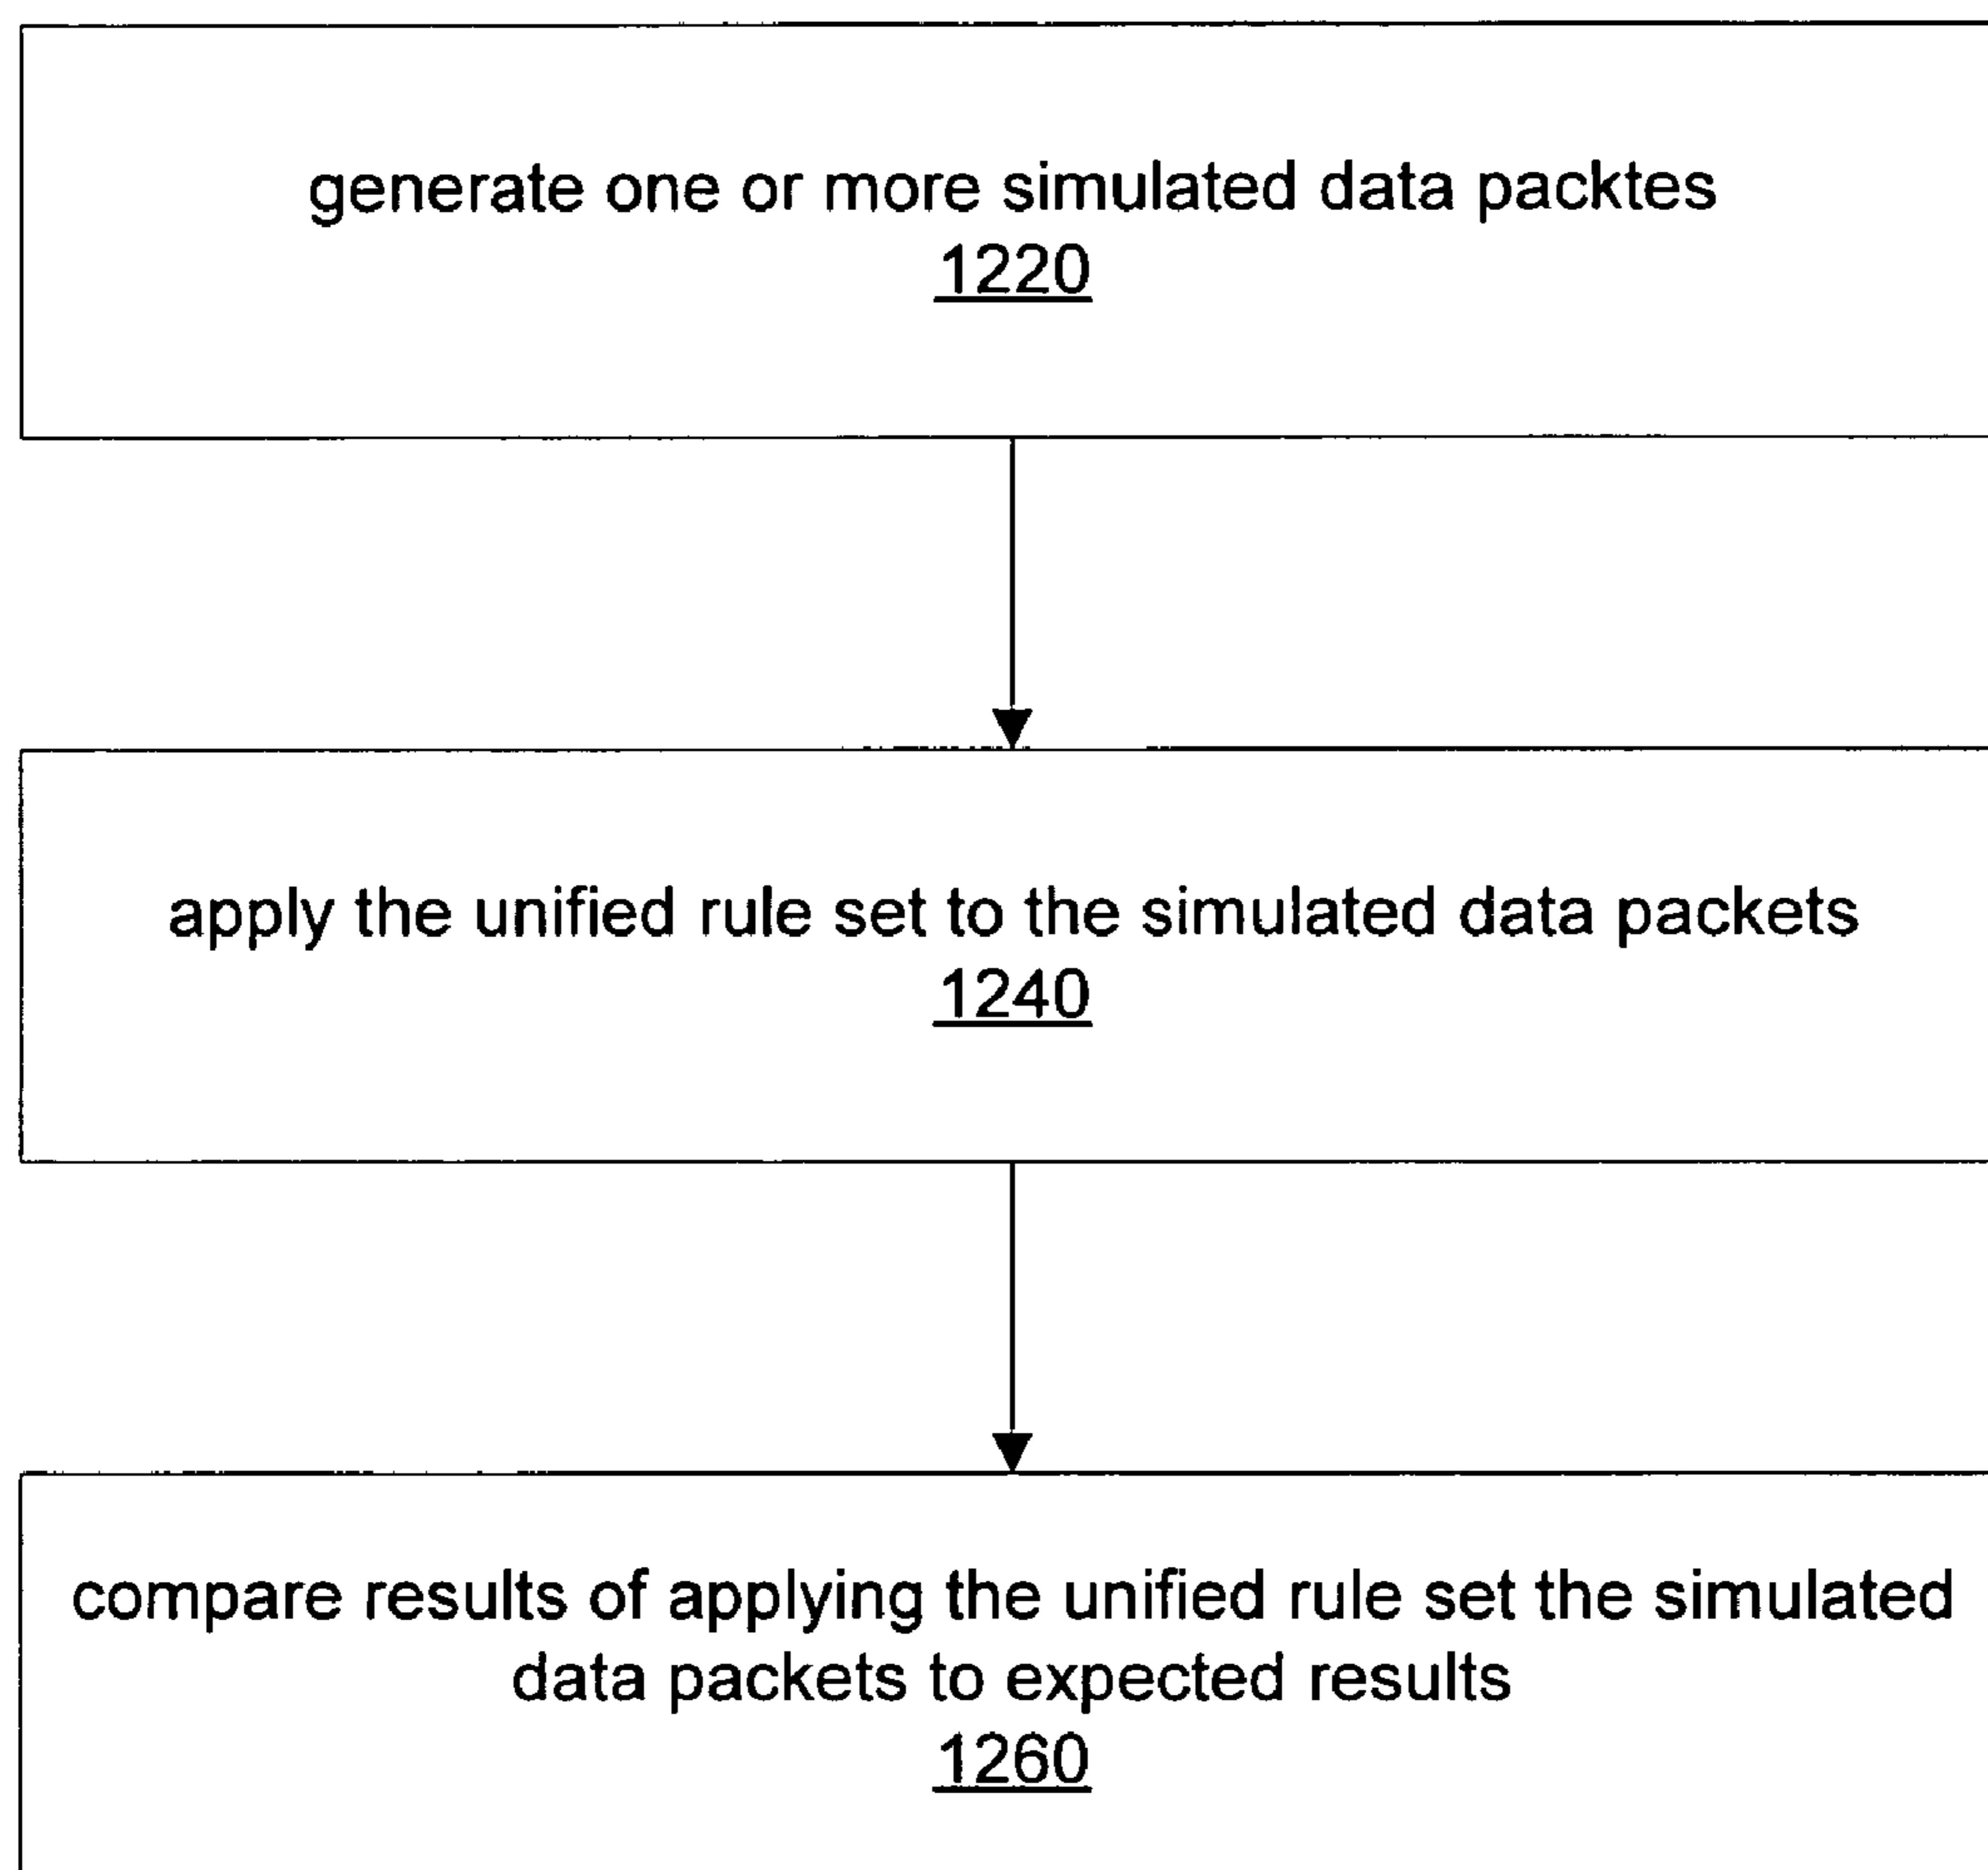 generate one or more simulated data packtes
1220
apply the unified rule set to the simulated data packets
1240
compare results of applying the unified rule set the simulated
data packets to expected results
1260